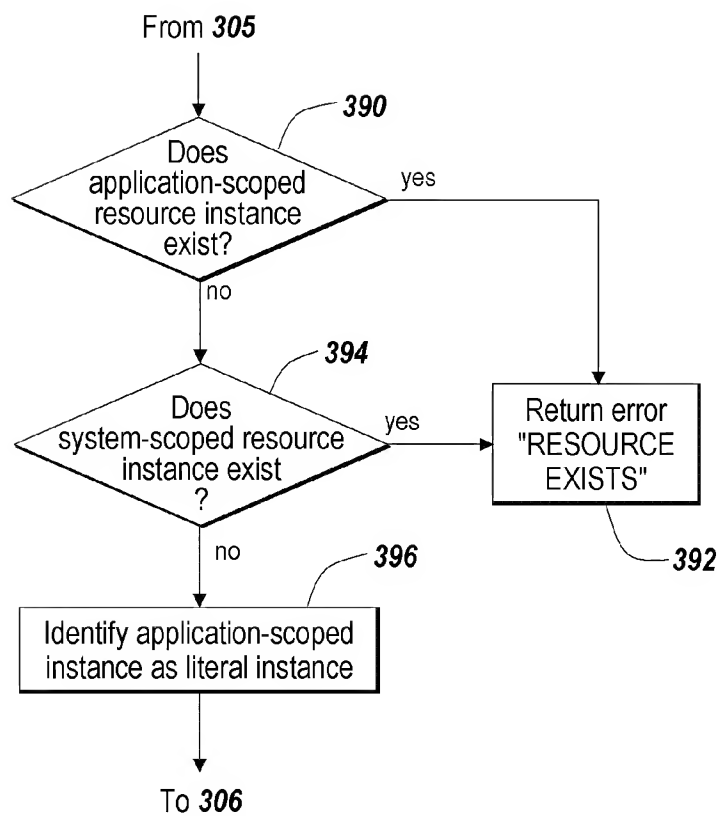 From 305
390
Does
application-scoped
resource instance
exist?
yes
no
394
Does
system-scoped resource
instance exist
?
yes
Return error
"RESOURCE
EXISTS"
392
no
396
Identify application-scoped
instance as literal instance
To 306